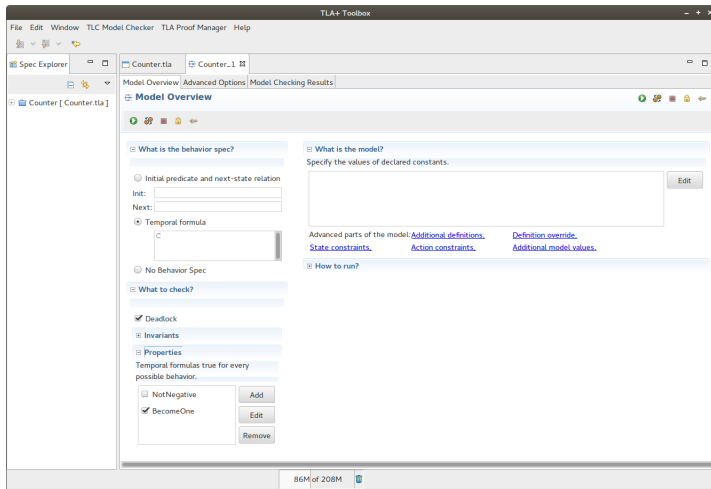 TLA+ Toolbox
File Edit Window TLC Model Checker TLA Proof Manager Help
Spec Explorer
Counter.tla Counter_1
Model Overview Advanced Options Model Checking Results
Counter [ Counter.tla ]
Model Overview
What is the behavior spec?
Initial predicate and next-state relation
Init:
Next:
Temporal formula
C
No Behavior Spec
What to check?
Deadlock
Invariants
Properties
Temporal formulas true for every
possible behavior.
NotNegative
BecomeOne
Add
Edit
Remove
What is the model?
Specify the values of declared constants.
Edit
Advanced parts of the model: Additional definitions. Definition override.
State constraints. Action constraints. Additional model values.
How to run?
86M of 208M